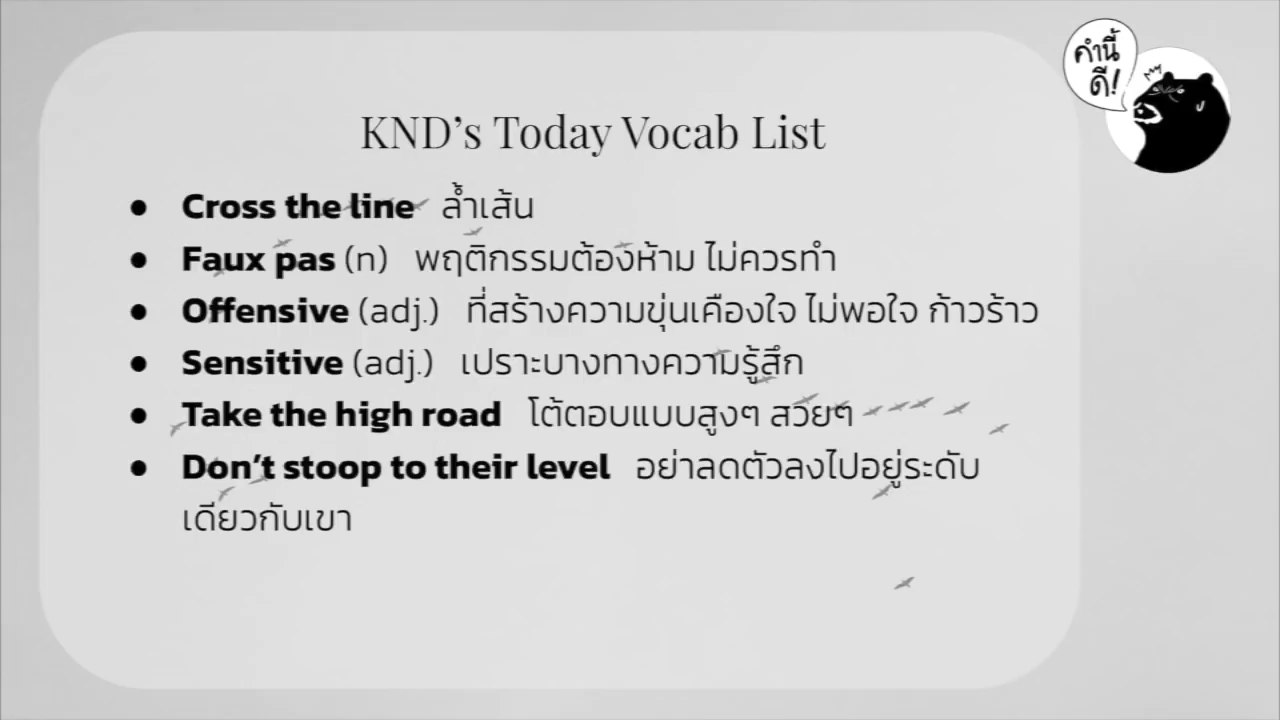 คำนี้
ดี!
KND's Today Vocab List
● Cross the line ล้ำเส้น
● Faux pas (n) พฤติกรรมต้องห้าม ไม่ควรทำ
● Offensive (adj.) ที่สร้างความขุ่นเคืองใจ ไม่พอใจ ก้าวร้าว
● Sensitive (adj.) เปราะบางทางความรู้สึก
● Take the high road โต้ตอบแบบสูงๆ สวยๆ
● Don't stoop to their level อย่าลดตัวลงไปอยู่ระดับ
เดียวกับเขา